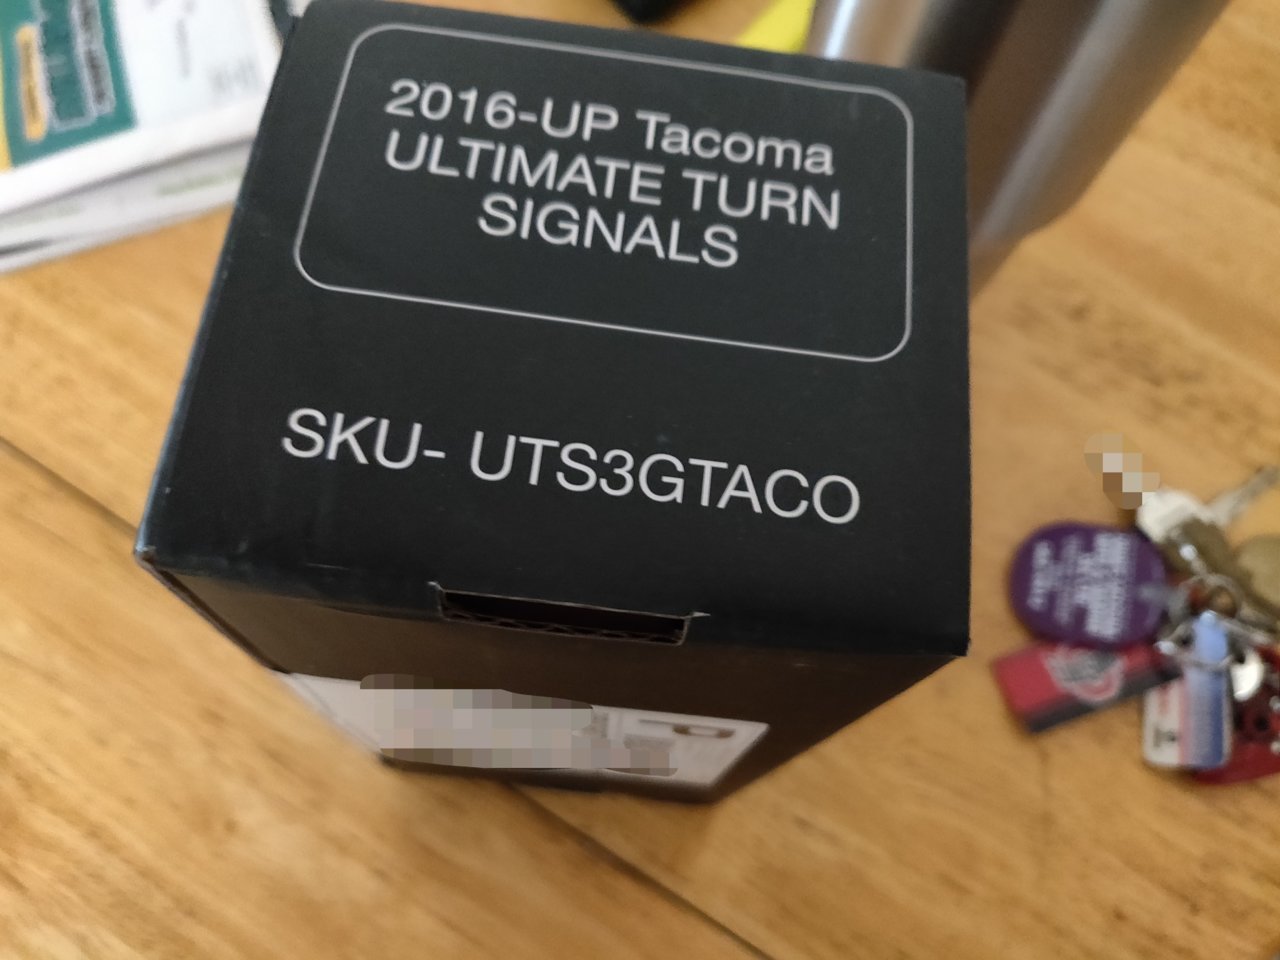 2016-UP Tacoma
ULTIMATE TURN
SIGNALS
SKU- UTS3GTACO